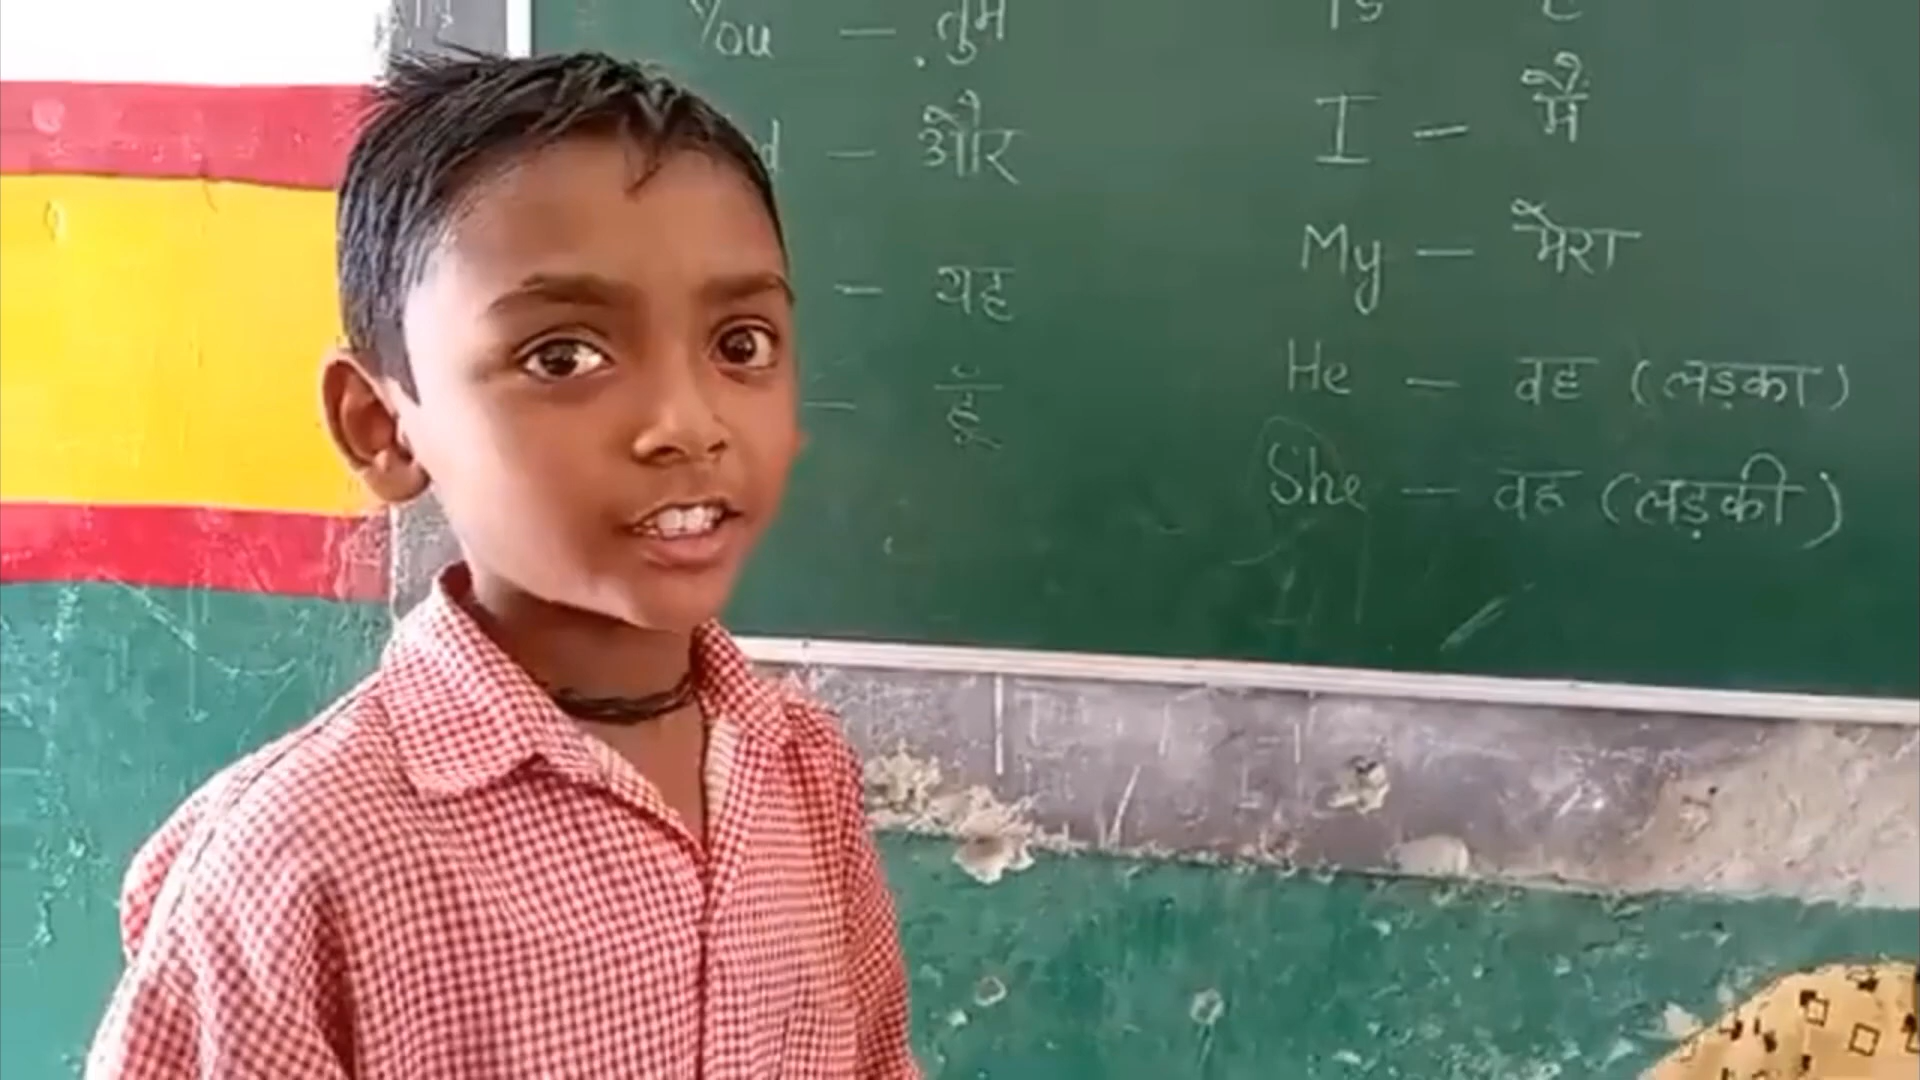 You — तुम
— और
— यह
— हूँ
I — मैं
My — मेरा
He — वह (लड़का)
She — वह (लड़की)